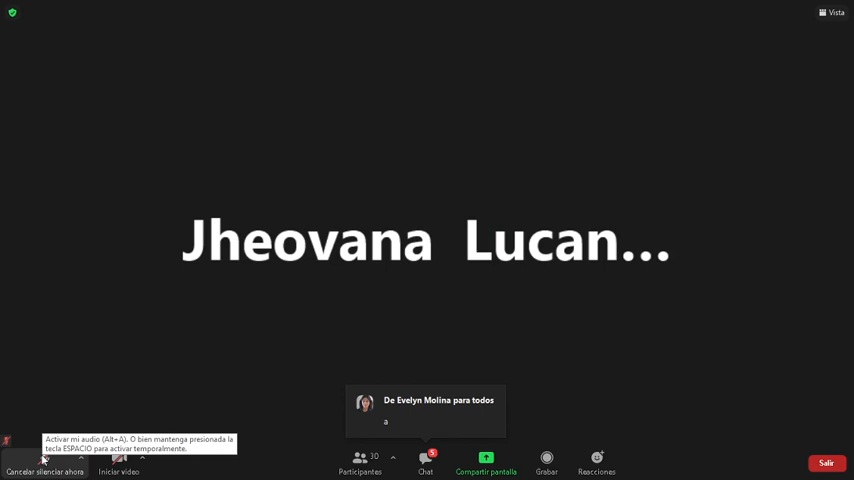 Vista
Jheovana Lucan...
De Evelyn Molina para todos
a
Activar mi audio (Alt+A). O bien mantenga presionada la
tecla ESPACIO para activar temporalmente.
Cancelar silenciar ahora
Iniciar video
Participantes
30
Chat
5
Compartir pantalla
Grabar
Reacciones
Salir